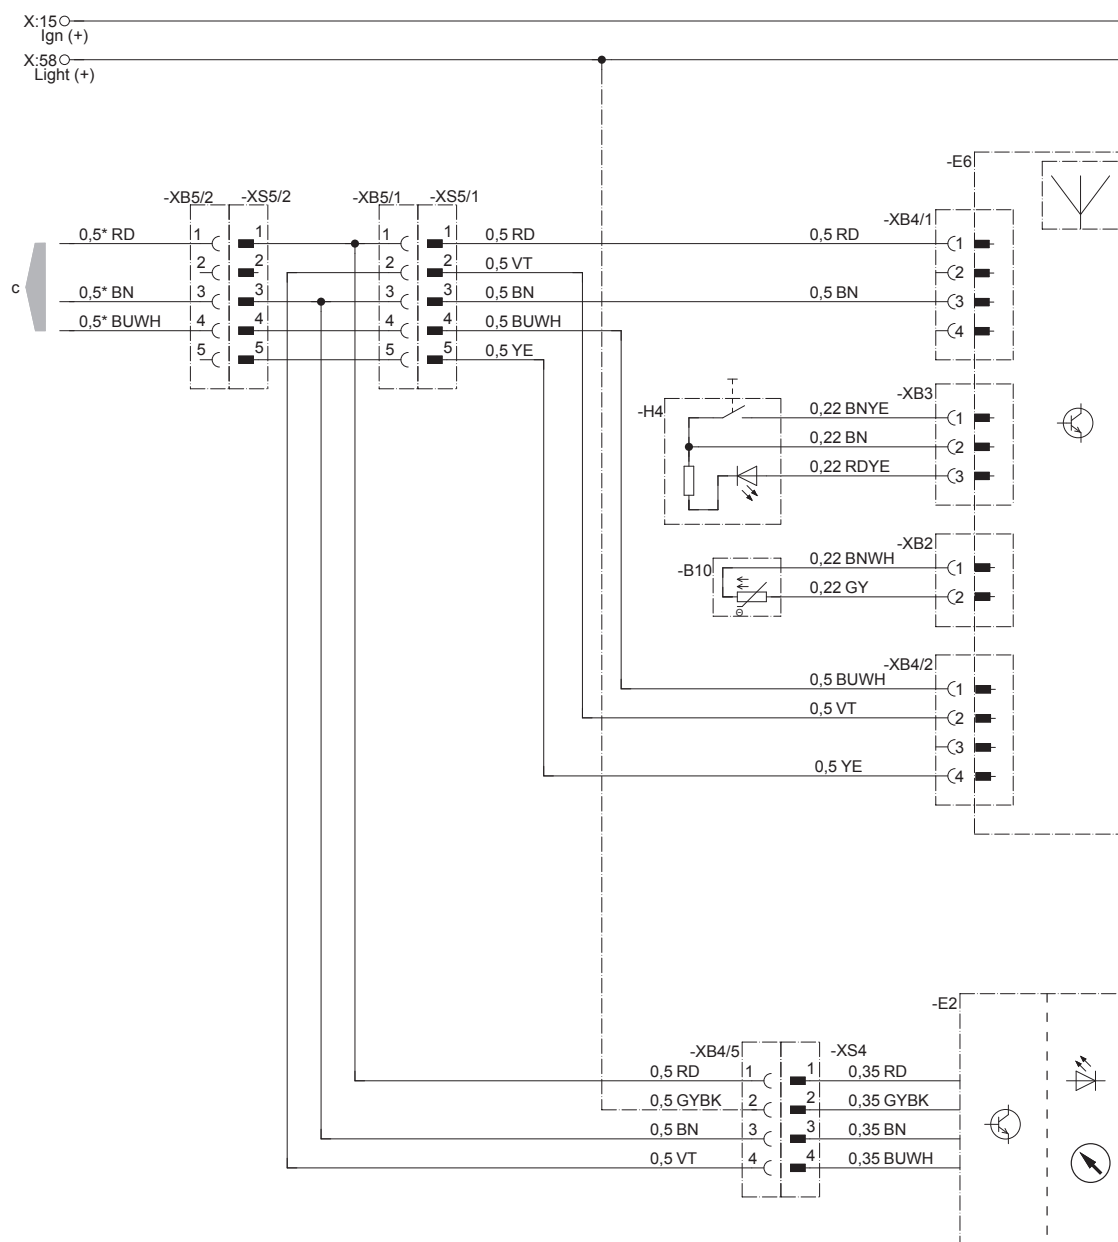 X:15
Ign (+)
X:58
Light (+)
-E6
-XB5/2 -XS5/2 -XB5/1 -XS5/1
-XB4/1
0,5* RD 1 1 1 1 0,5 RD 0,5 RD 1
2 2 2 2 0,5 VT 2
c
0,5* BN 3 3 3 3 0,5 BN 0,5 BN 3
0,5* BUWH 4 4 4 4 0,5 BUWH 4
5 5 5 5 0,5 YE
-XB3
-H4 0,22 BNYE 1
0,22 BN 2
0,22 RDYE 3
-XB2
-B10 0,22 BNWH 1
0,22 GY 2
Θ
-XB4/2
0,5 BUWH 1
0,5 VT 2
3
0,5 YE 4
-E2
-XB4/5 -XS4
0,5 RD 1 1 0,35 RD
0,5 GYBK 2 2 0,35 GYBK
0,5 BN 3 3 0,35 BN
0,5 VT 4 4 0,35 BUWH